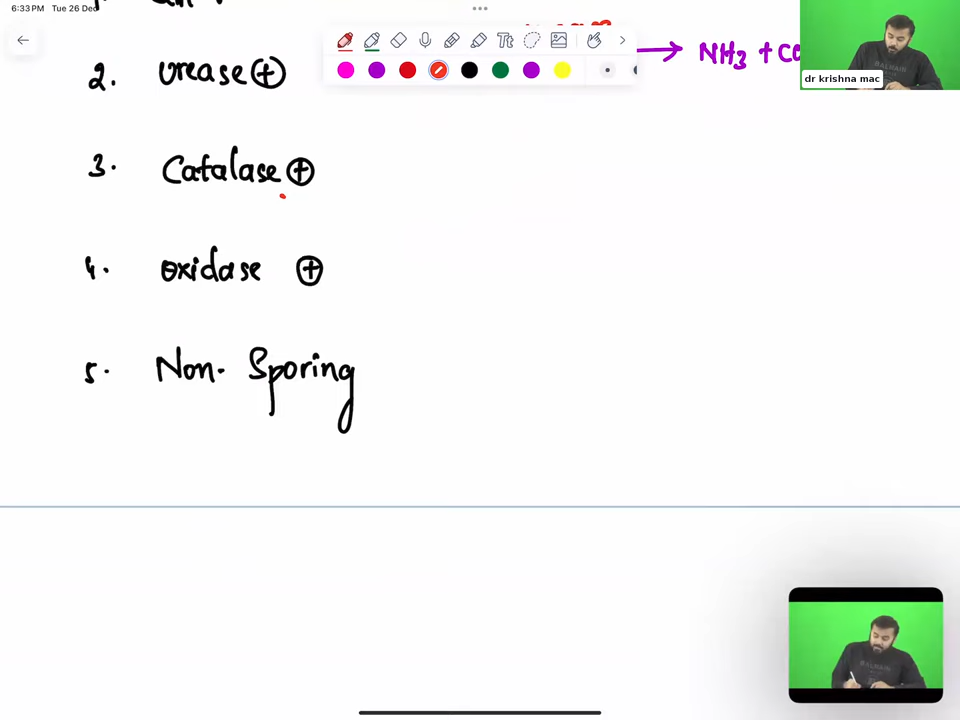 6:33 PM Tue 26 Dec
2. Urease ⊕
→ NH3 + CO
dr krishna mac
3. Catalase ⊕
4. Oxidase ⊕
5. Non- Sporing